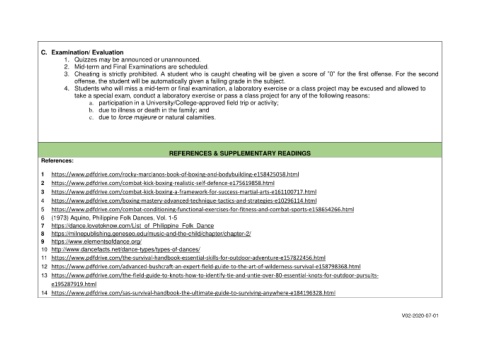 C. Examination/ Evaluation
1. Quizzes may be announced or unannounced.
2. Mid-term and Final Examinations are scheduled.
3. Cheating is strictly prohibited. A student who is caught cheating will be given a score of "0" for the first offense. For the second
offense, the student will be automatically given a failing grade in the subject.
4. Students who will miss a mid-term or final examination, a laboratory exercise or a class project may be excused and allowed to
take a special exam, conduct a laboratory exercise or pass a class project for any of the following reasons:
a. participation in a University/College-approved field trip or activity;
b. due to illness or death in the family; and
c. due to force majeure or natural calamities.
REFERENCES & SUPPLEMENTARY READINGS
References:
1 https://www.pdfdrive.com/rocky-marcianos-book-of-boxing-and-bodybuilding-e158425058.html
2 https://www.pdfdrive.com/combat-kick-boxing-realistic-self-defence-e175619858.html
3 https://www.pdfdrive.com/combat-kick-boxing-a-framework-for-success-martial-arts-e161100717.html
4 https://www.pdfdrive.com/boxing-mastery-advanced-technique-tactics-and-strategies-e10296114.html
5 https://www.pdfdrive.com/combat-conditioning-functional-exercises-for-fitness-and-combat-sports-e158654266.html
6 (1973) Aquino, Philippine Folk Dances, Vol. 1-5
7 https://dance.lovetoknow.com/List_of_Philippine_Folk_Dance
8 https://milnepublishing.geneseo.edu/music-and-the-child/chapter/chapter-2/
9 https://www.elementsofdance.org/
10 http://www.dancefacts.net/dance-types/types-of-dances/
11 https://www.pdfdrive.com/the-survival-handbook-essential-skills-for-outdoor-adventure-e157822456.html
12 https://www.pdfdrive.com/advanced-bushcraft-an-expert-field-guide-to-the-art-of-wilderness-survival-e158798368.html
13 https://www.pdfdrive.com/the-field-guide-to-knots-how-to-identify-tie-and-untie-over-80-essential-knots-for-outdoor-pursuits-
e195287919.html
14 https://www.pdfdrive.com/sas-survival-handbook-the-ultimate-guide-to-surviving-anywhere-e184196328.html
V02-2020-07-01